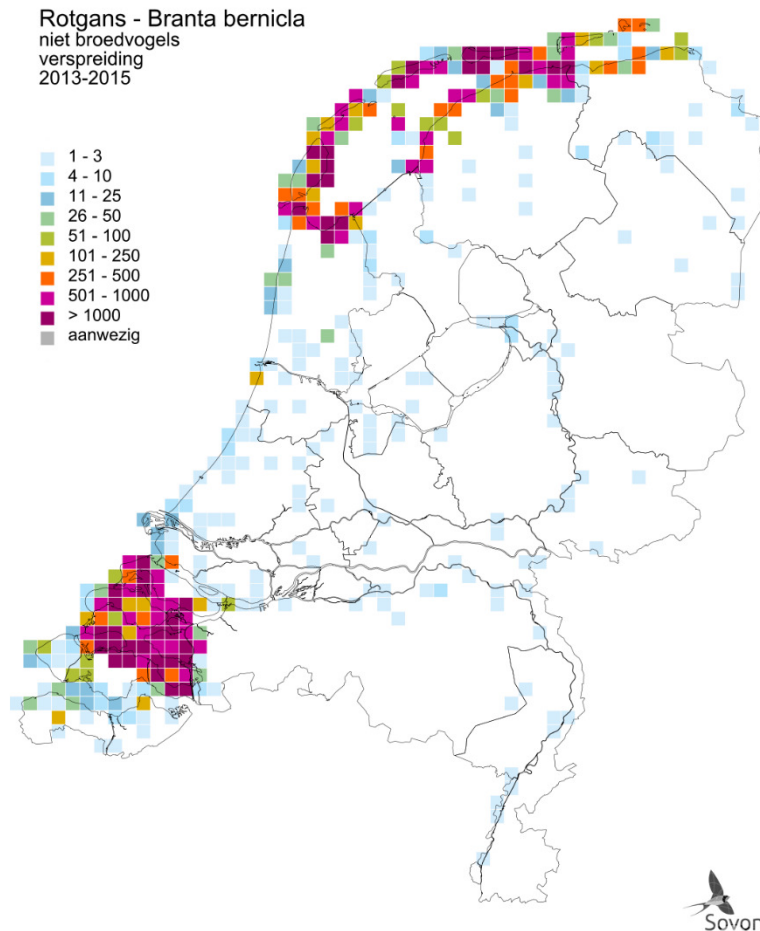 Rotgans - Branta bernicla
niet broedvogels
verspreiding
2013-2015
1 - 3
4 - 10
11 - 25
26 - 50
51 - 100
101 - 250
251 - 500
501 - 1000
> 1000
aanwezig
Sovon